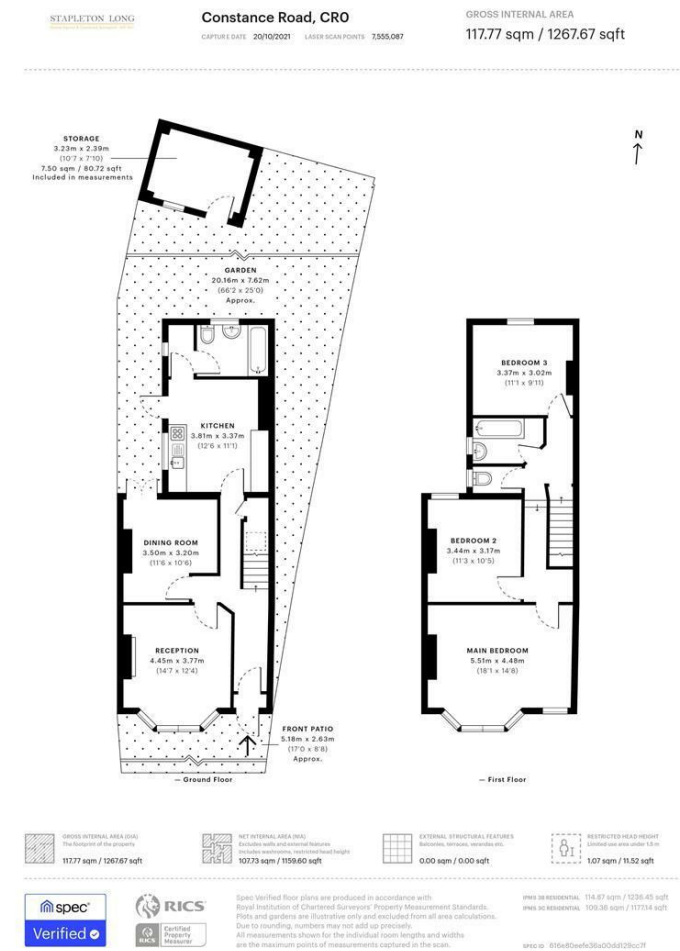 STAPLETON LONG
Constance Road, CR0
CAPTURE DATE 20/10/2021 LASER SCAN POINTS 7,555,087
GROSS INTERNAL AREA
117.77 sqm / 1267.67 sqft
N
STORAGE
3.23m x 2.39m
(10'7 x 7'10)
7.50 sqm / 80.72 sqft
Included in measurements
GARDEN
20.16m x 7.62m
(66'2 x 25'0)
Approx.
KITCHEN
3.81m x 3.37m
(12'6 x 11'1)
DINING ROOM
3.50m x 3.20m
(11'6 x 10'6)
RECEPTION
4.45m x 3.77m
(14'7 x 12'4)
FRONT PATIO
5.18m x 2.63m
(17'0 x 8'8)
Approx.
— Ground Floor
BEDROOM 3
3.37m x 3.02m
(11'1 x 9'11)
BEDROOM 2
3.44m x 3.17m
(11'3 x 10'5)
MAIN BEDROOM
5.51m x 4.48m
(18'1 x 14'8)
— First Floor
GROSS INTERNAL AREA (GIA)
The footprint of the property
117.77 sqm / 1267.67 sqft
NET INTERNAL AREA (NIA)
Excludes walls and external features
Includes washrooms, restricted head height
107.73 sqm / 1159.60 sqft
EXTERNAL STRUCTURAL FEATURES
Balconies, terraces, verandas etc.
0.00 sqm / 0.00 sqft
RESTRICTED HEAD HEIGHT
Limited use area under 1.5 m
1.07 sqm / 11.52 sqft
spec
Verified
RICS
RICS
Certified
Property
Measurer
Spec Verified floor plans are produced in accordance with
Royal Institution of Chartered Surveyors' Property Measurement Standards.
Plots and gardens are illustrative only and excluded from all area calculations.
Due to rounding, numbers may not add up precisely.
All measurements shown for the individual room lengths and widths
are the maximum points of measurements captured in the scan.
IPMS 3B RESIDENTIAL 114.87 sqm / 1236.45 sqft
IPMS 3C RESIDENTIAL 109.36 sqm / 1177.14 sqft
SPEC ID